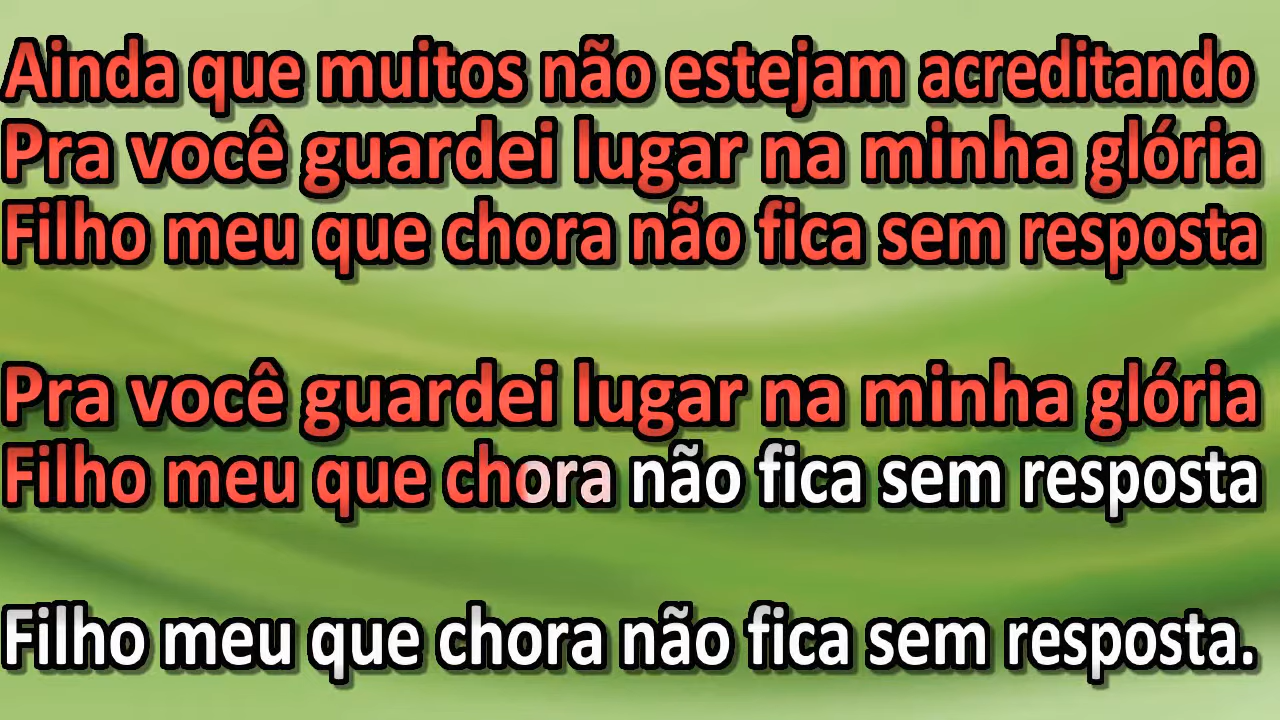 Ainda que muitos não estejam acreditando
Pra você guardei lugar na minha glória
Filho meu que chora não fica sem resposta
Pra você guardei lugar na minha glória
Filho meu que chora não fica sem resposta
Filho meu que chora não fica sem resposta.